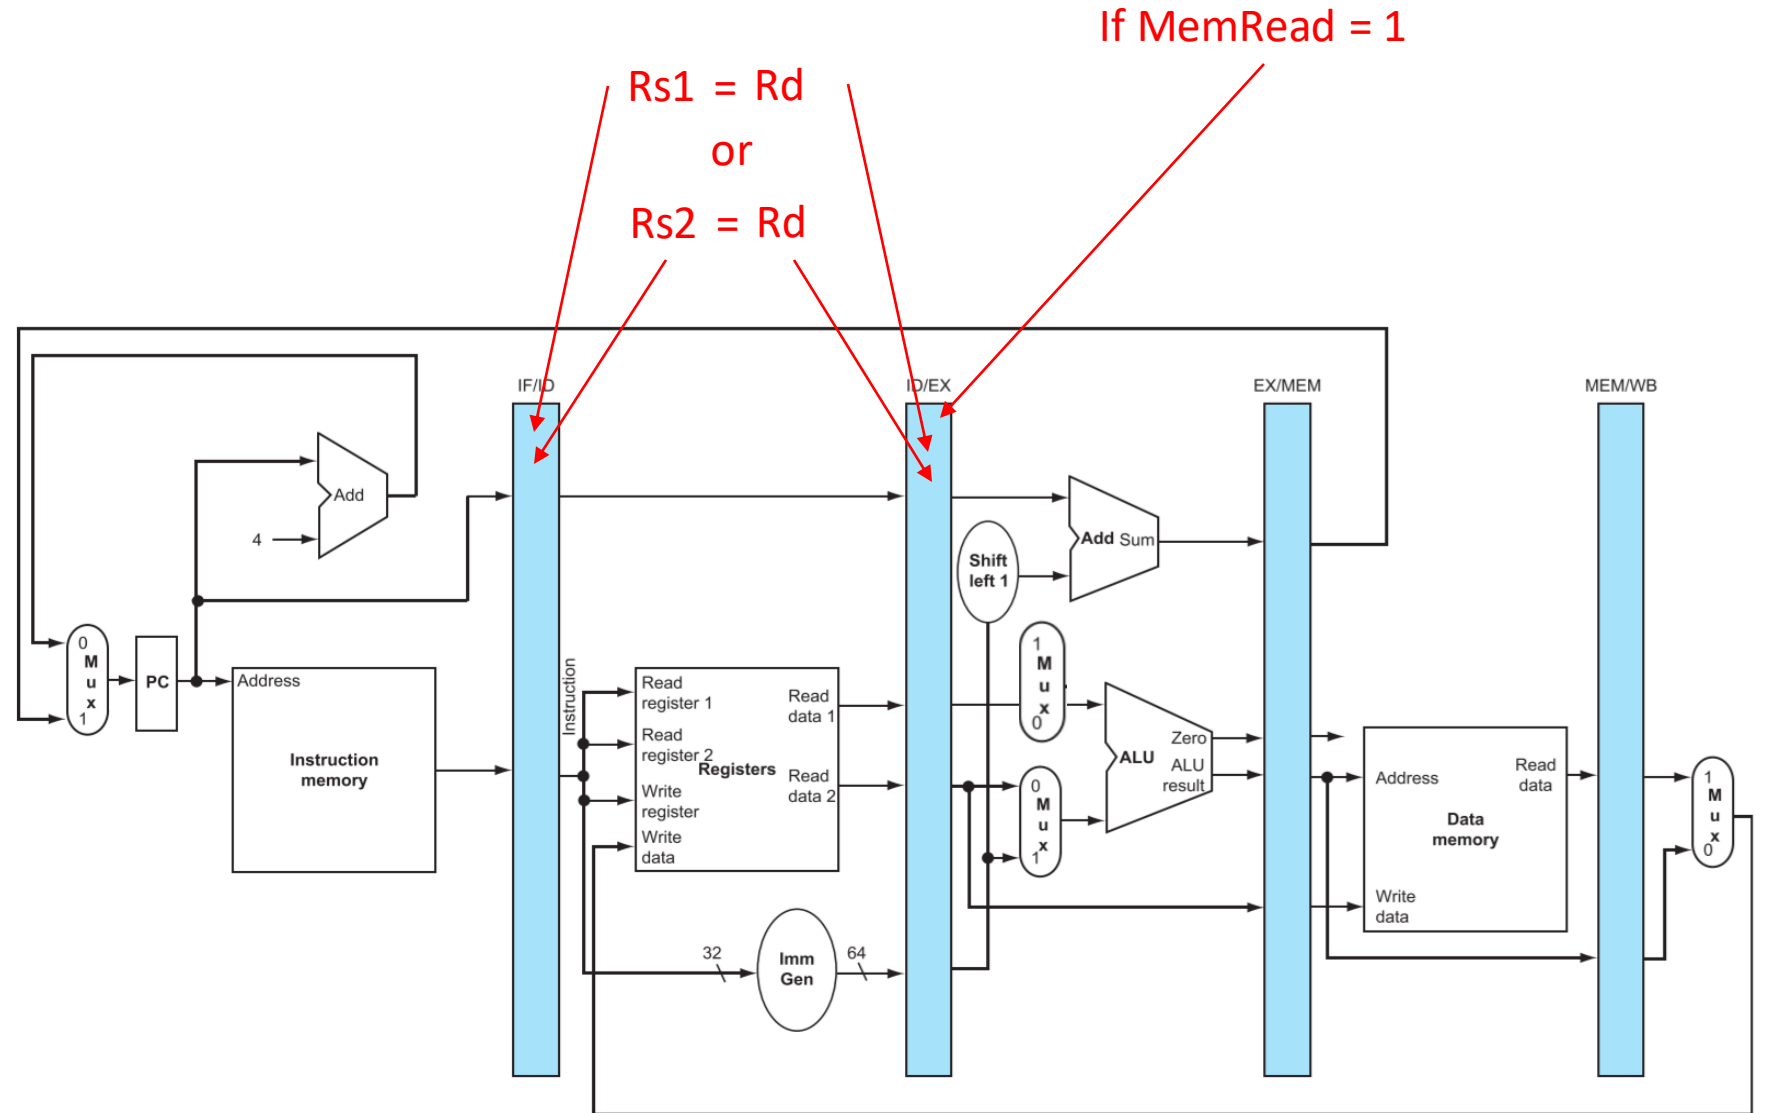 If MemRead = 1
Rs1 = Rd
or
Rs2 = Rd
IF/ID
ID/EX
EX/MEM
MEM/WB
Add
4
Add Sum
Shift
left 1
0
M
u
x
1
PC
Address
Instruction
memory
Instruction
Read
register 1
Read
register 2
Registers
Write
register
Write
data
Read
data 1
Read
data 2
32
Imm
Gen
64
1
M
u
x
0
0
M
u
x
1
ALU
Zero
ALU
result
Address
Read
data
Data
memory
Write
data
1
M
u
x
0